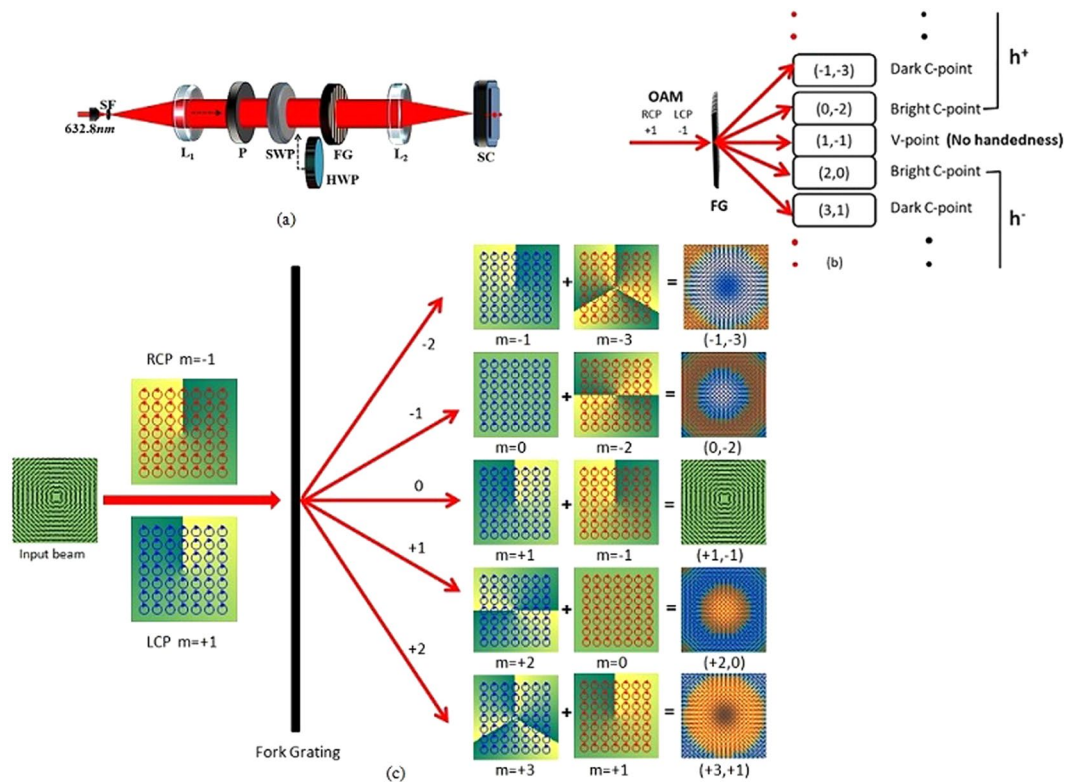 SF
632.8nm
L1
P
SWP
FG
L2
SC
HWP
(a)
OAM
RCP LCP
+1 -1
FG
(-1,-3) Dark C-point
(0,-2) Bright C-point
(1,-1) V-point (No handedness)
(2,0) Bright C-point
(3,1) Dark C-point
h+
h-
(b)
Input beam
RCP m=-1
LCP m=+1
Fork Grating
-2
-1
0
+1
+2
+ =
m=-1 m=-3 (-1,-3)
+ =
m=0 m=-2 (0,-2)
+ =
m=+1 m=-1 (+1,-1)
+ =
m=+2 m=0 (+2,0)
+ =
m=+3 m=+1 (+3,+1)
(c)